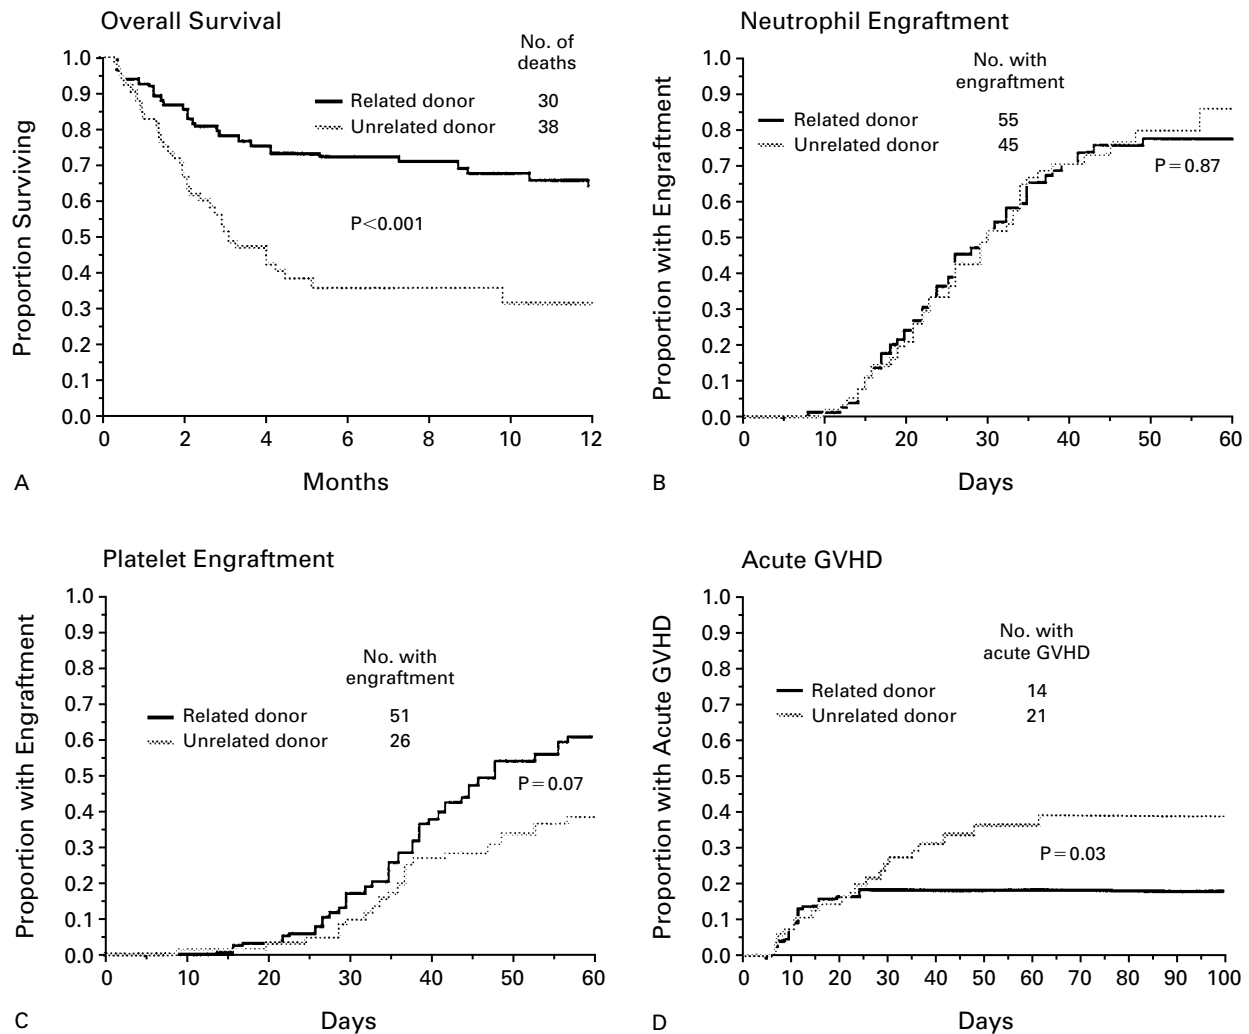 Overall Survival
No. of
deaths
Related donor 30
Unrelated donor 38
P<0.001
Proportion Surviving
1.0
0.9
0.8
0.7
0.6
0.5
0.4
0.3
0.2
0.1
0.0
0 2 4 6 8 10 12
Months
A
Neutrophil Engraftment
No. with
engraftment
Related donor 55
Unrelated donor 45
P=0.87
Proportion with Engraftment
1.0
0.9
0.8
0.7
0.6
0.5
0.4
0.3
0.2
0.1
0.0
0 10 20 30 40 50 60
Days
B
Platelet Engraftment
No. with
engraftment
Related donor 51
Unrelated donor 26
P=0.07
Proportion with Engraftment
1.0
0.9
0.8
0.7
0.6
0.5
0.4
0.3
0.2
0.1
0.0
0 10 20 30 40 50 60
Days
C
Acute GVHD
No. with
acute GVHD
Related donor 14
Unrelated donor 21
P=0.03
Proportion with Acute GVHD
1.0
0.9
0.8
0.7
0.6
0.5
0.4
0.3
0.2
0.1
0.0
0 10 20 30 40 50 60 70 80 90 100
Days
D